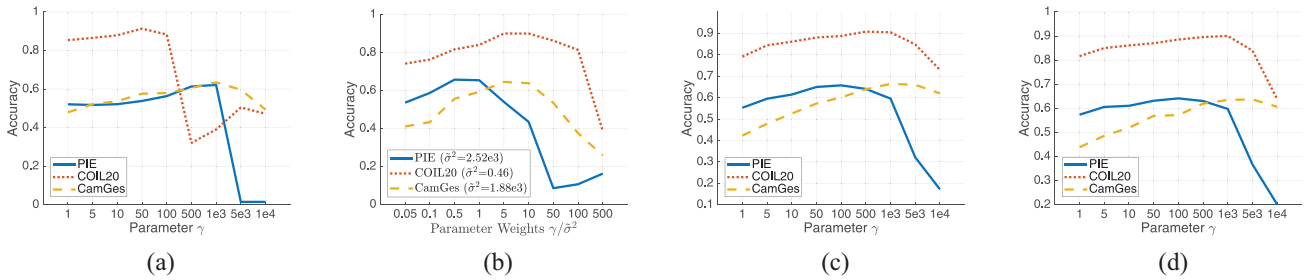 Accuracy
1
0.8
0.6
0.4
0.2
0
PIE
COIL20
CamGes
1 5 10 50 100 500 1e3 5e3 1e4
Parameter γ
(a)
Accuracy
1
0.8
0.6
0.4
0.2
0
PIE (σ̃²=2.52e3)
COIL20 (σ̃²=0.46)
CamGes (σ̃²=1.88e3)
0.05 0.1 0.5 1 5 10 50 100 500
Parameter Weights γ/σ̃²
(b)
Accuracy
0.9
0.8
0.7
0.6
0.5
0.4
0.3
0.2
0.1
PIE
COIL20
CamGes
1 5 10 50 100 500 1e3 5e3 1e4
Parameter γ
(c)
Accuracy
1
0.9
0.8
0.7
0.6
0.5
0.4
0.3
0.2
PIE
COIL20
CamGes
1 5 10 50 100 500 1e3 5e3 1e4
Parameter γ
(d)